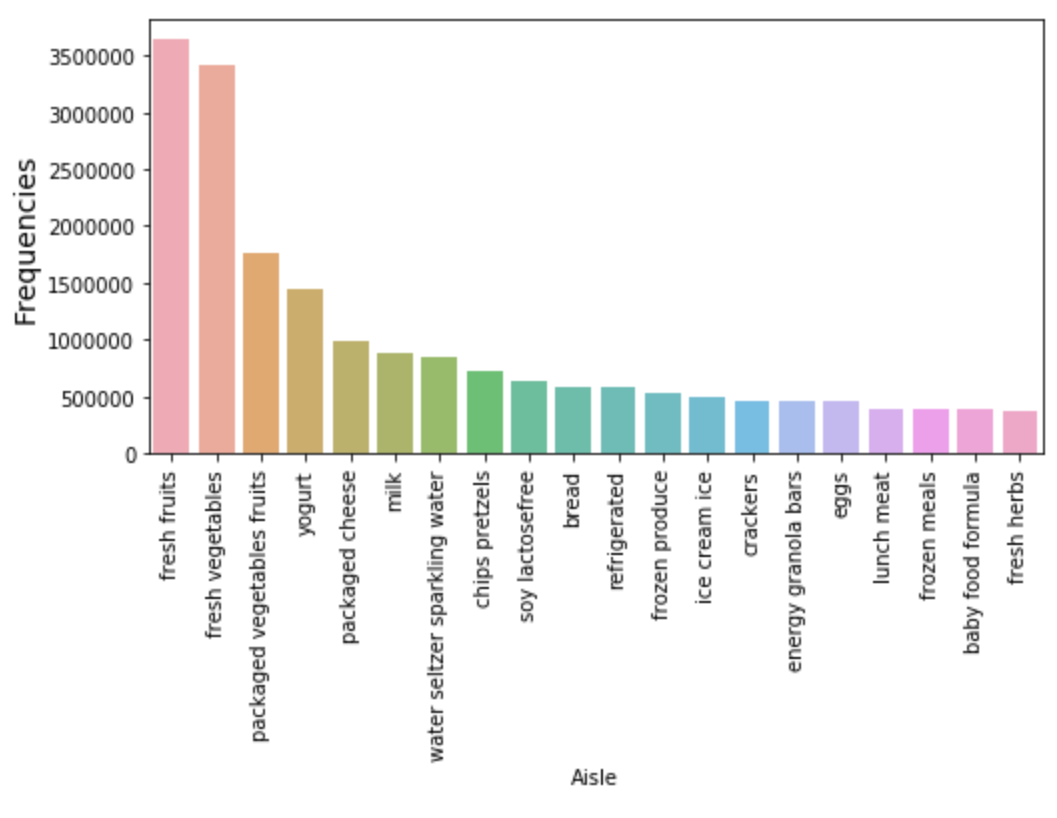 Frequencies
3500000
3000000
2500000
2000000
1500000
1000000
500000
0
fresh fruits
fresh vegetables
packaged vegetables fruits
yogurt
packaged cheese
milk
water seltzer sparkling water
chips pretzels
soy lactosefree
bread
refrigerated
frozen produce
ice cream ice
crackers
energy granola bars
eggs
lunch meat
frozen meals
baby food formula
fresh herbs
Aisle